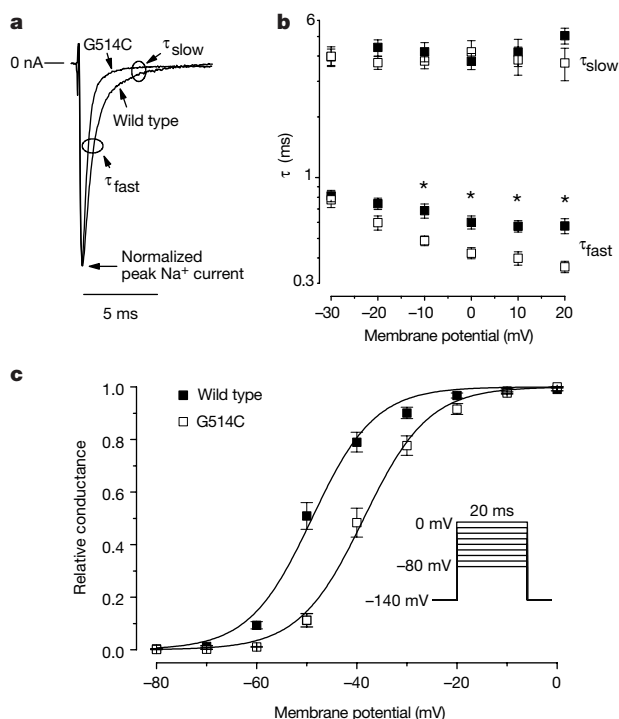 a
G514C
τslow
0 nA
Wild type
τfast
Normalized
peak Na⁺ current
5 ms
b
6
1
0.3
τ (ms)
τslow
* * * *
τfast
−30 −20 −10 0 10 20
Membrane potential (mV)
c
Wild type
G514C
1.0
0.8
0.6
0.4
0.2
0.0
Relative conductance
20 ms
0 mV
−80 mV
−140 mV
−80 −60 −40 −20 0
Membrane potential (mV)